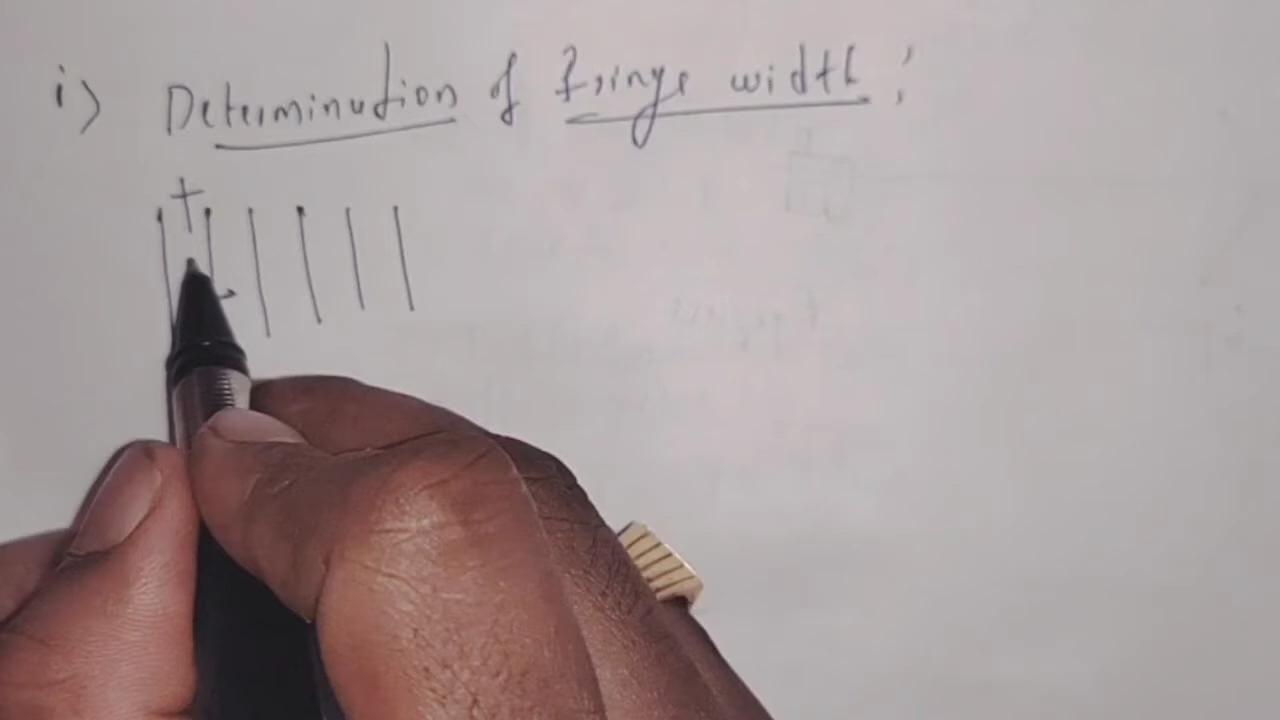 i) Determination of fringe width :